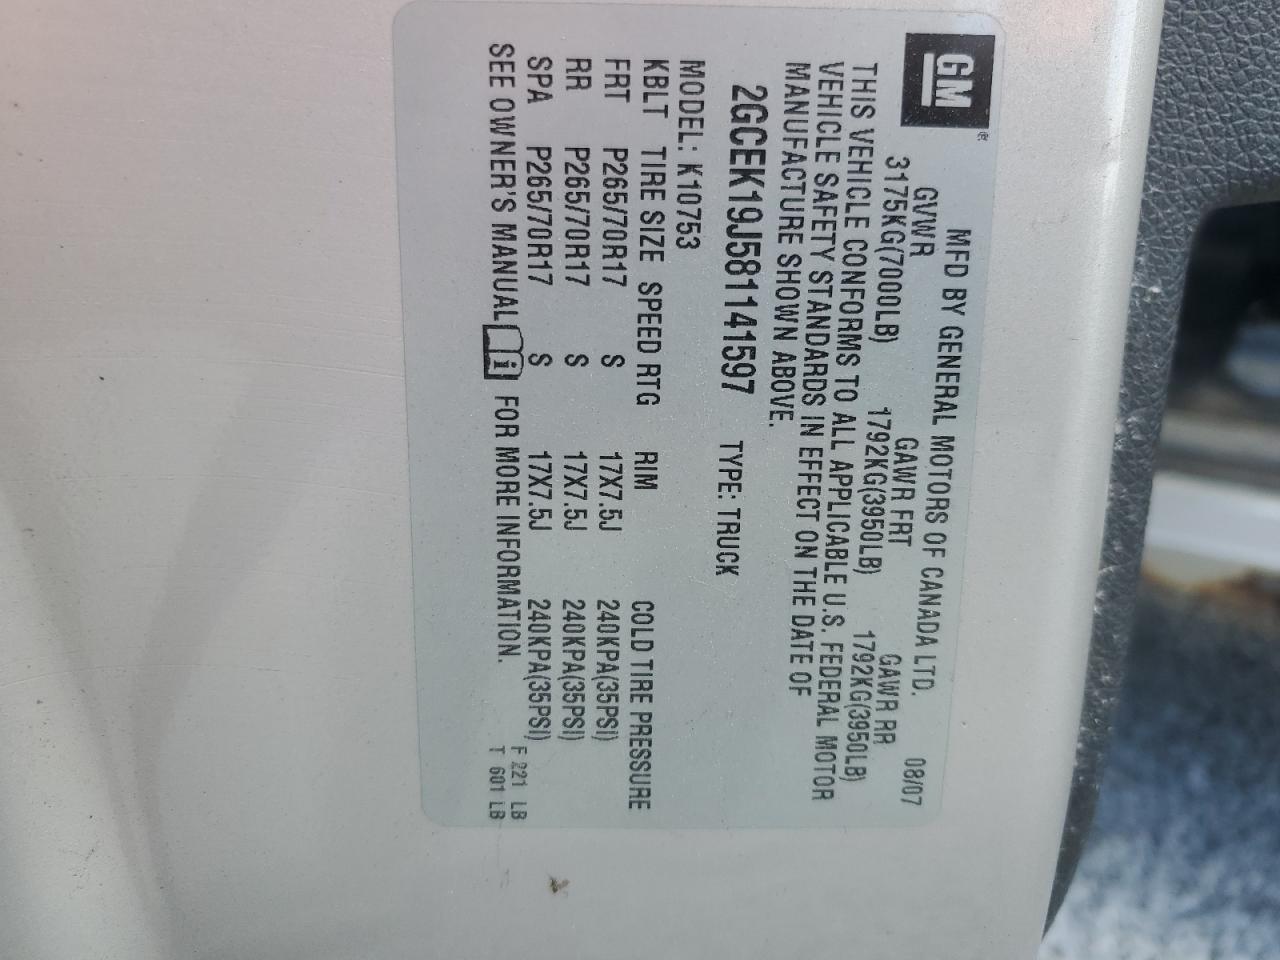 GM®
MFD BY GENERAL MOTORS OF CANADA LTD. 08/07
GVWR GAWR FRT GAWR RR
3175KG(7000LB) 1792KG(3950LB) 1792KG(3950LB)
THIS VEHICLE CONFORMS TO ALL APPLICABLE U.S. FEDERAL MOTOR
VEHICLE SAFETY STANDARDS IN EFFECT ON THE DATE OF
MANUFACTURE SHOWN ABOVE.
2GCEK19J581141597 TYPE: TRUCK
MODEL: K10753
KBLT TIRE SIZE SPEED RTG RIM COLD TIRE PRESSURE
FRT P265/70R17 S 17X7.5J 240KPA(35PSI)
RR P265/70R17 S 17X7.5J 240KPA(35PSI)
SPA P265/70R17 S 17X7.5J 240KPA(35PSI)
SEE OWNER'S MANUAL i FOR MORE INFORMATION.
F 221 LB
T 601 LB